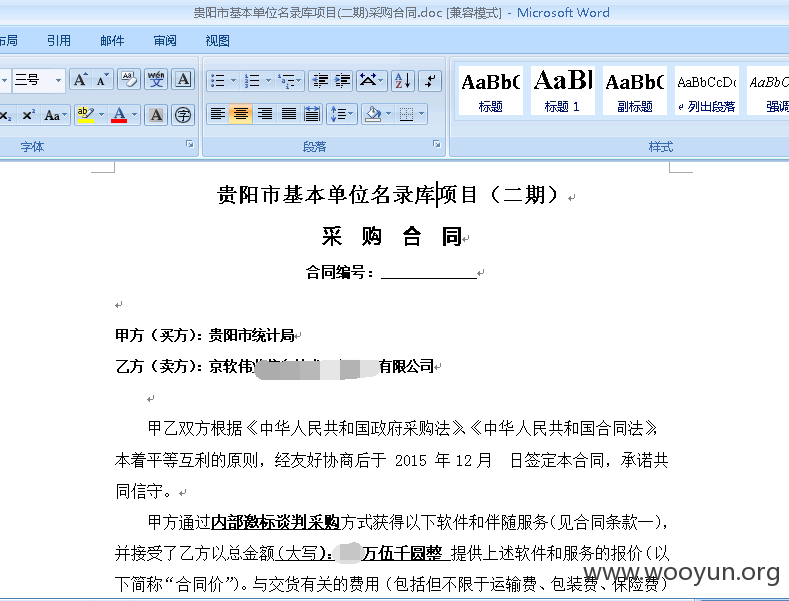 贵阳市基本单位名录库项目(二期)采购合同.doc [兼容模式] - Microsoft Word
布局 引用 邮件 审阅 视图
三号
字体 段落 样式
AaBb( AaBl AaBb( AaBbCcD AaBbC
标题 标题 1 副标题 列出段落 强调
贵阳市基本单位名录库项目（二期）
采 购 合 同
合同编号：
甲方（买方）：贵阳市统计局
乙方（卖方）：京软伟 有限公司
甲乙双方根据《中华人民共和国政府采购法》、《中华人民共和国合同法》，
本着平等互利的原则，经友好协商后于 2015 年 12 月 日签定本合同，承诺共
同信守。
甲方通过内部邀标谈判采购方式获得以下软件和伴随服务（见合同条款一），
并接受了乙方以总金额（大写）： 万伍千圆整 提供上述软件和服务的报价（以
下简称“合同价”）。与交货有关的费用（包括但不限于运输费、包装费、保险费）
www.wooyun.org